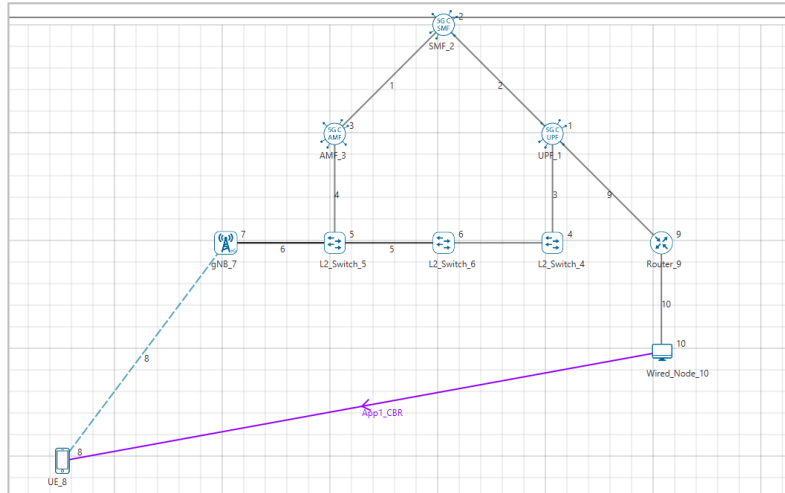 5G C
SMF
2
SMF_2
1
2
5G C
AMF
3
AMF_3
5G C
UPF
1
UPF_1
4
3
9
7
gNB_7
6
5
L2_Switch_5
5
6
L2_Switch_6
4
L2_Switch_4
9
Router_9
10
8
10
Wired_Node_10
App1_CBR
8
UE_8